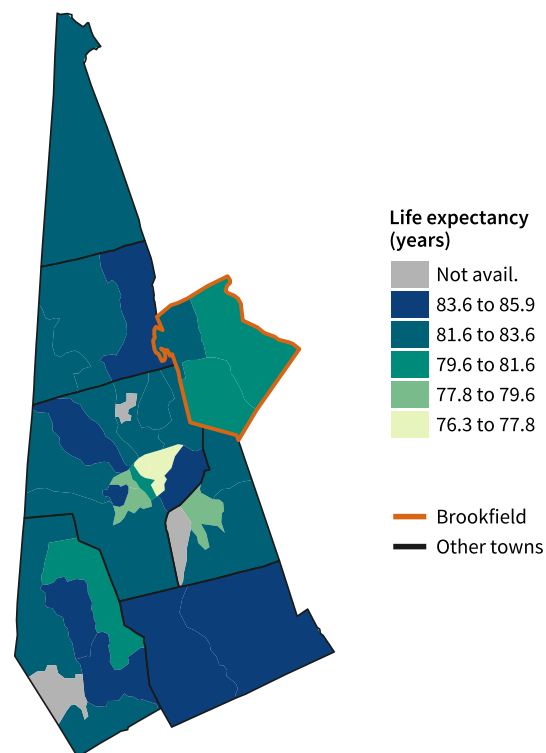 Life expectancy
(years)
Not avail.
83.6 to 85.9
81.6 to 83.6
79.6 to 81.6
77.8 to 79.6
76.3 to 77.8
Brookfield
Other towns